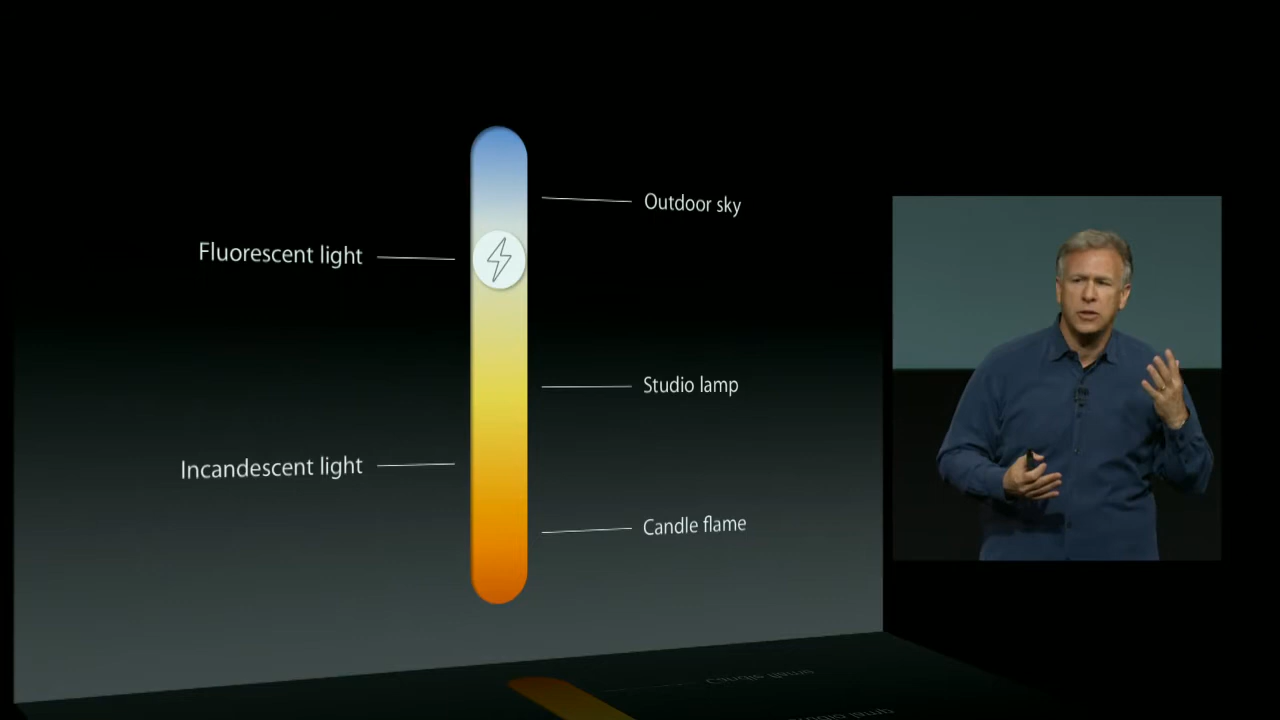 Outdoor sky
Fluorescent light
Studio lamp
Incandescent light
Candle flame